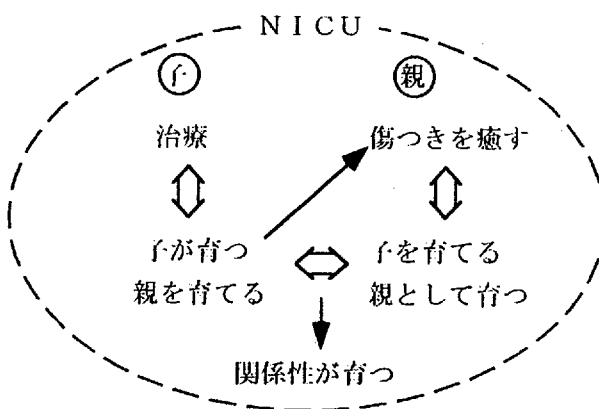 NICU
子 親
治療 傷つきを癒す
子が育つ 子を育てる
親を育てる 親として育つ
関係性が育つ